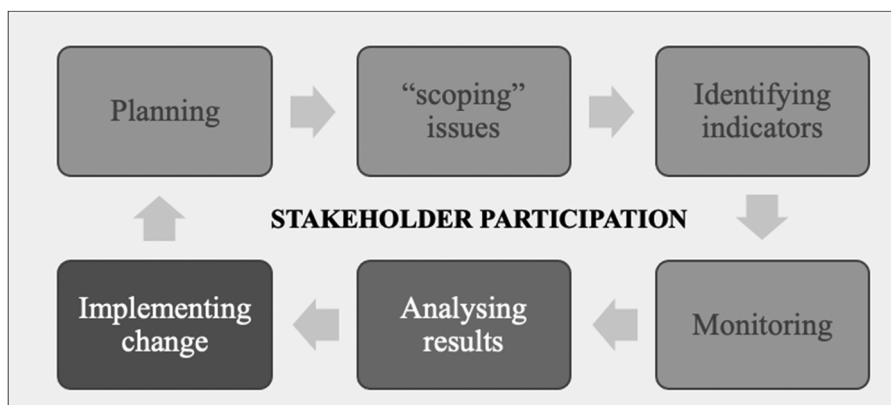 Planning
“scoping”
issues
Identifying
indicators
STAKEHOLDER PARTICIPATION
Implementing
change
Analysing
results
Monitoring